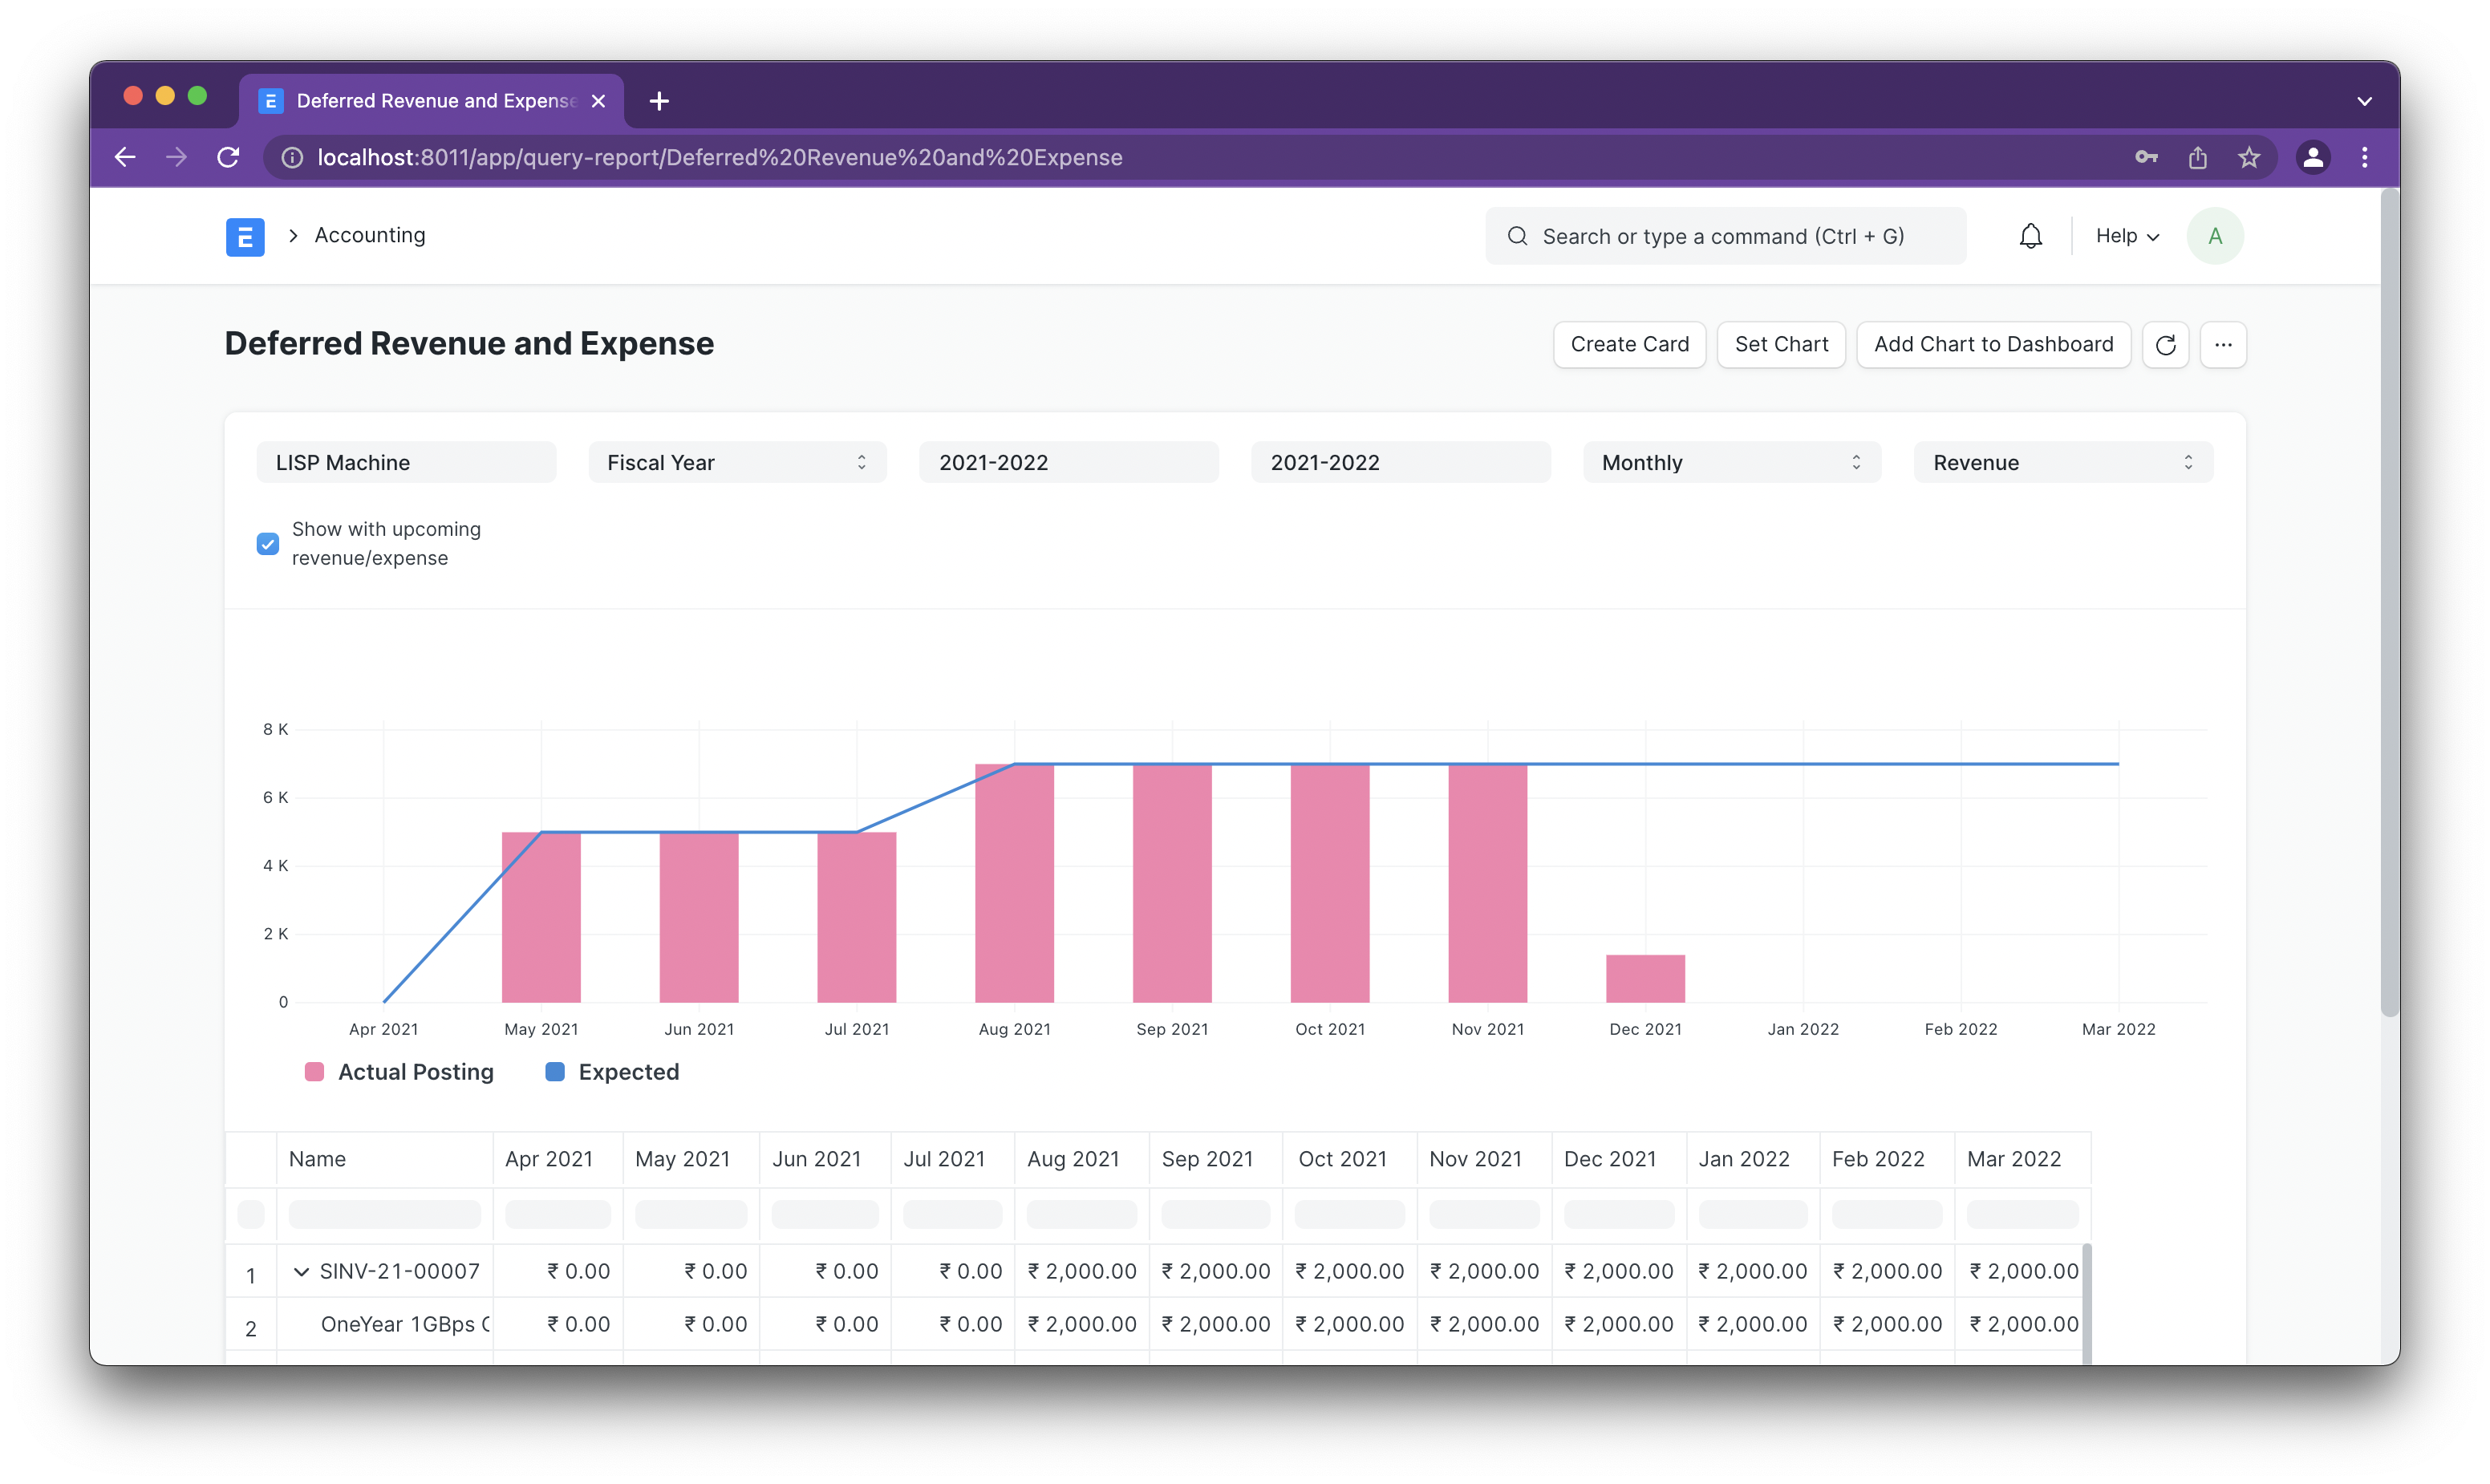 Deferred Revenue and Expense
localhost:8011/app/query-report/Deferred%20Revenue%20and%20Expense
E
Accounting
Search or type a command (Ctrl + G)
Help
A
Deferred Revenue and Expense
Create Card
Set Chart
Add Chart to Dashboard
LISP Machine
Fiscal Year
2021-2022
2021-2022
Monthly
Revenue
Show with upcoming
revenue/expense
8 K
6 K
4 K
2 K
0
Apr 2021 May 2021 Jun 2021 Jul 2021 Aug 2021 Sep 2021 Oct 2021 Nov 2021 Dec 2021 Jan 2022 Feb 2022 Mar 2022
Actual Posting Expected
Name Apr 2021 May 2021 Jun 2021 Jul 2021 Aug 2021 Sep 2021 Oct 2021 Nov 2021 Dec 2021 Jan 2022 Feb 2022 Mar 2022
1 SINV-21-00007 ₹ 0.00 ₹ 0.00 ₹ 0.00 ₹ 0.00 ₹ 2,000.00 ₹ 2,000.00 ₹ 2,000.00 ₹ 2,000.00 ₹ 2,000.00 ₹ 2,000.00 ₹ 2,000.00 ₹ 2,000.00
2 OneYear 1GBps ₹ 0.00 ₹ 0.00 ₹ 0.00 ₹ 0.00 ₹ 2,000.00 ₹ 2,000.00 ₹ 2,000.00 ₹ 2,000.00 ₹ 2,000.00 ₹ 2,000.00 ₹ 2,000.00 ₹ 2,000.00